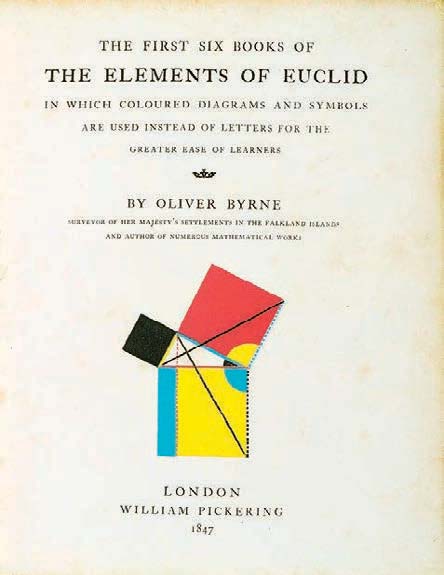 THE FIRST SIX BOOKS OF
THE ELEMENTS OF EUCLID
IN WHICH COLOURED DIAGRAMS AND SYMBOLS
ARE USED INSTEAD OF LETTERS FOR THE
GREATER EASE OF LEARNERS
BY OLIVER BYRNE
SURVEYOR OF HER MAJESTY'S SETTLEMENTS IN THE FALKLAND ISLANDS
AND AUTHOR OF NUMEROUS MATHEMATICAL WORKS
LONDON
WILLIAM PICKERING
1847